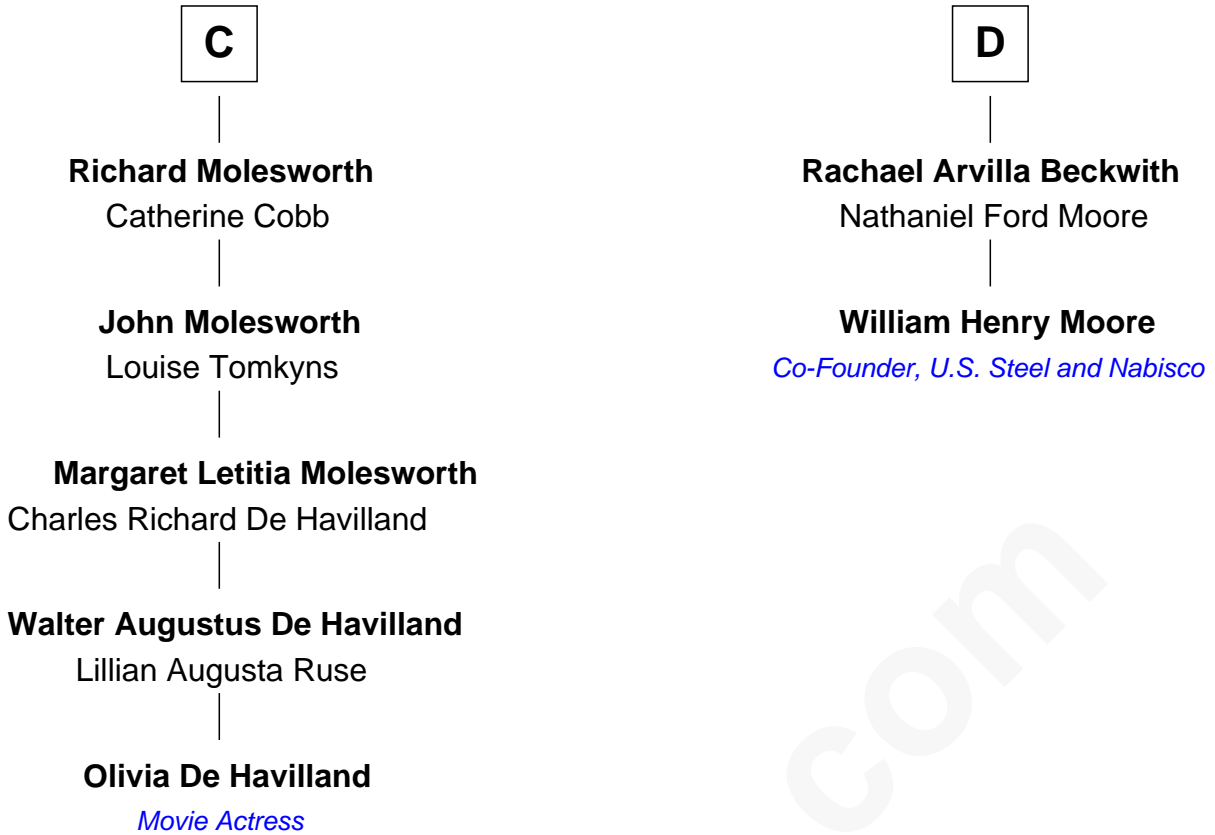 C
Richard Molesworth
Catherine Cobb
John Molesworth
Louise Tomkyns
Margaret Letitia Molesworth
Charles Richard De Havilland
Walter Augustus De Havilland
Lillian Augusta Ruse
Olivia De Havilland
Movie Actress
D
Rachael Arvilla Beckwith
Nathaniel Ford Moore
William Henry Moore
Co-Founder, U.S. Steel and Nabisco
com